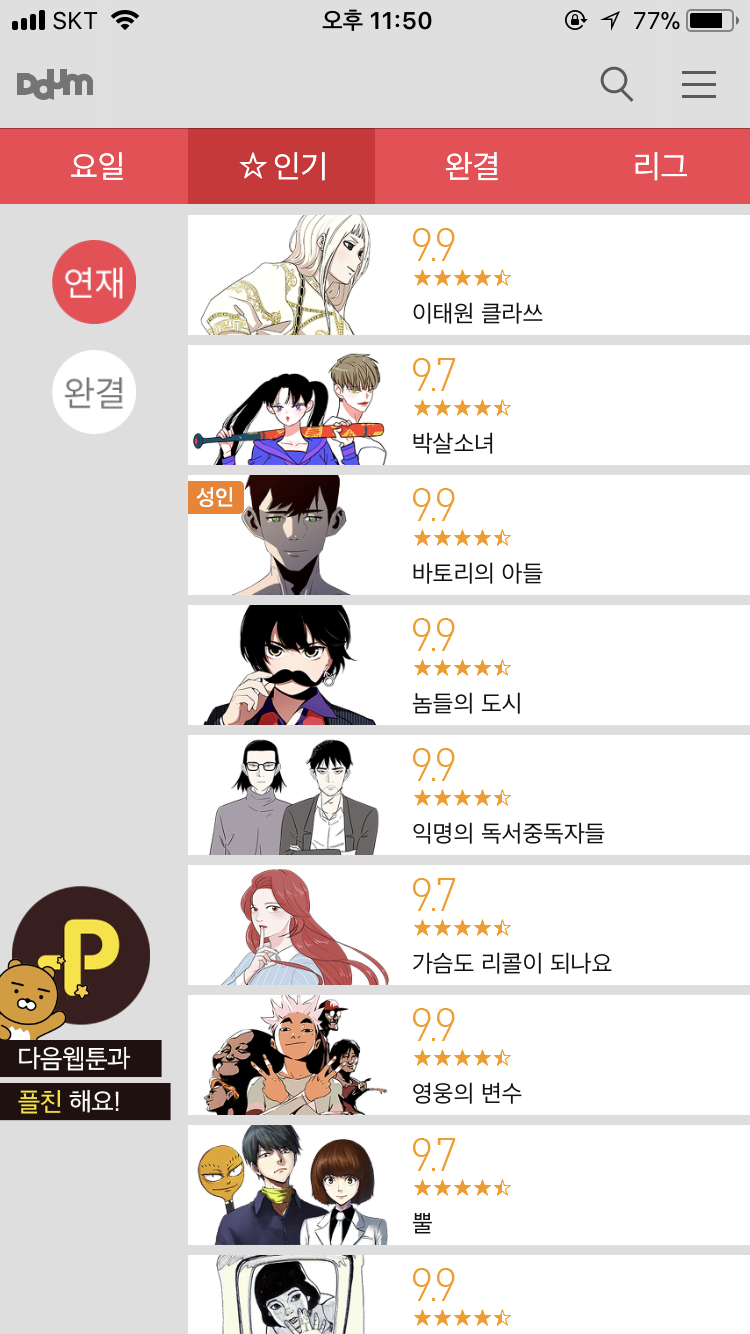 SKT
오후 11:50
77%
Daum
요일
☆ 인기
완결
리그
연재
완결
9.9
이태원 클라쓰
9.7
박살소녀
성인
9.9
바토리의 아들
9.9
놈들의 도시
9.9
익명의 독서중독자들
9.7
가슴도 리콜이 되나요
9.9
영웅의 변수
9.7
뿔
9.9
P
다음웹툰과
플친 해요!